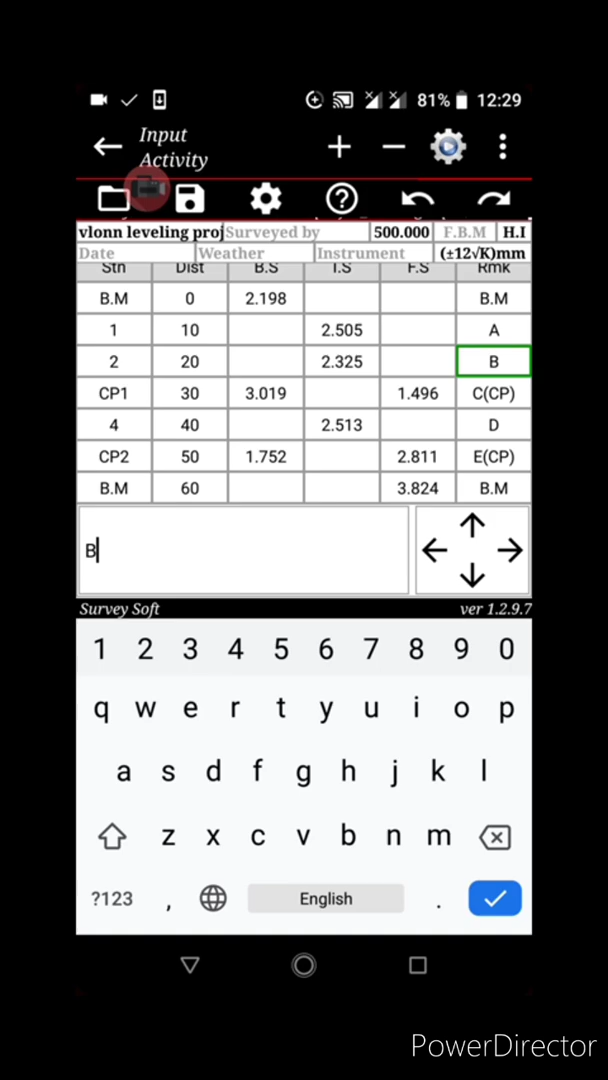 81% 12:29
Input
Activity
vlonn leveling proj Surveyed by 500.000 F.B.M H.I
Date Weather Instrument (±12√K)mm
Stn Dist B.S I.S F.S Rmk
B.M 0 2.198 B.M
1 10 2.505 A
2 20 2.325 B
CP1 30 3.019 1.496 C(CP)
4 40 2.513 D
CP2 50 1.752 2.811 E(CP)
B.M 60 3.824 B.M
B
Survey Soft ver 1.2.9.7
1 2 3 4 5 6 7 8 9 0
q w e r t y u i o p
a s d f g h j k l
z x c v b n m
?123 , English .
PowerDirector